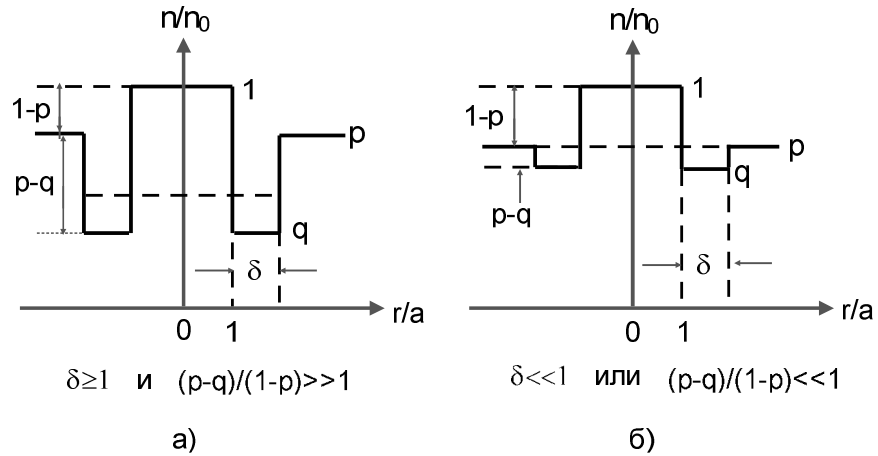 n/n₀
1
1-p
p
p-q
q
δ
r/a
0
1
δ≥1 и (p-q)/(1-p)>>1
а)
n/n₀
1
1-p
p
q
p-q
δ
r/a
0
1
δ<<1 или (p-q)/(1-p)<<1
б)